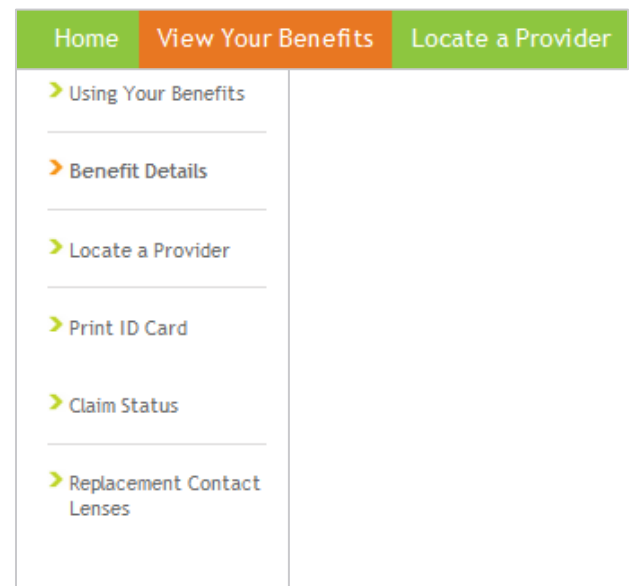 Home View Your Benefits Locate a Provider
Using Your Benefits
Benefit Details
Locate a Provider
Print ID Card
Claim Status
Replacement Contact
Lenses